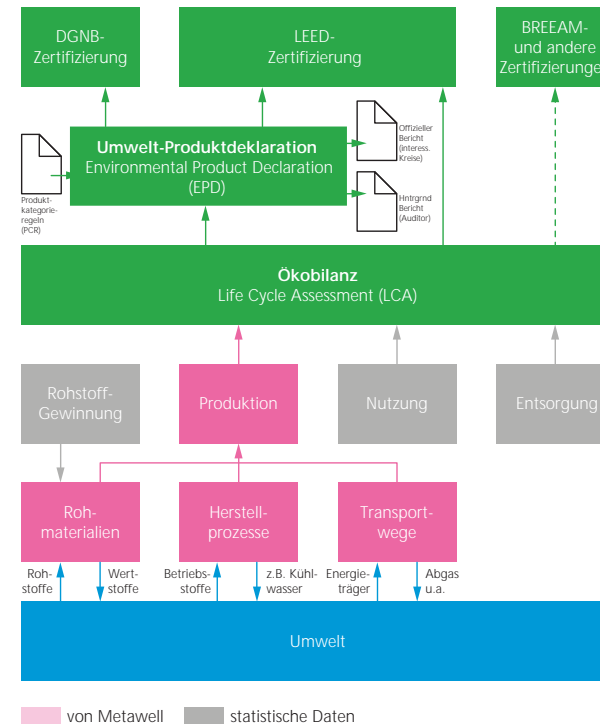 DGNB-
Zertifizierung
LEED-
Zertifizierung
BREEAM-
und andere
Zertifizierunge
Umwelt-Produktdeklaration
Environmental Product Declaration
(EPD)
Produkt-
kategorie-
regeln
(PCR)
Offizieller
Bericht
(interess.
Kreise)
Hntrgrnd
Bericht
(Auditor)
Ökobilanz
Life Cycle Assessment (LCA)
Rohstoff-
Gewinnung
Produktion
Nutzung
Entsorgung
Roh-
materialien
Herstell-
prozesse
Transport-
wege
Roh-
stoffe
Wert-
stoffe
Betriebs-
stoffe
z.B. Kühl-
wasser
Energie-
träger
Abgas
u.a.
Umwelt
von Metawell
statistische Daten